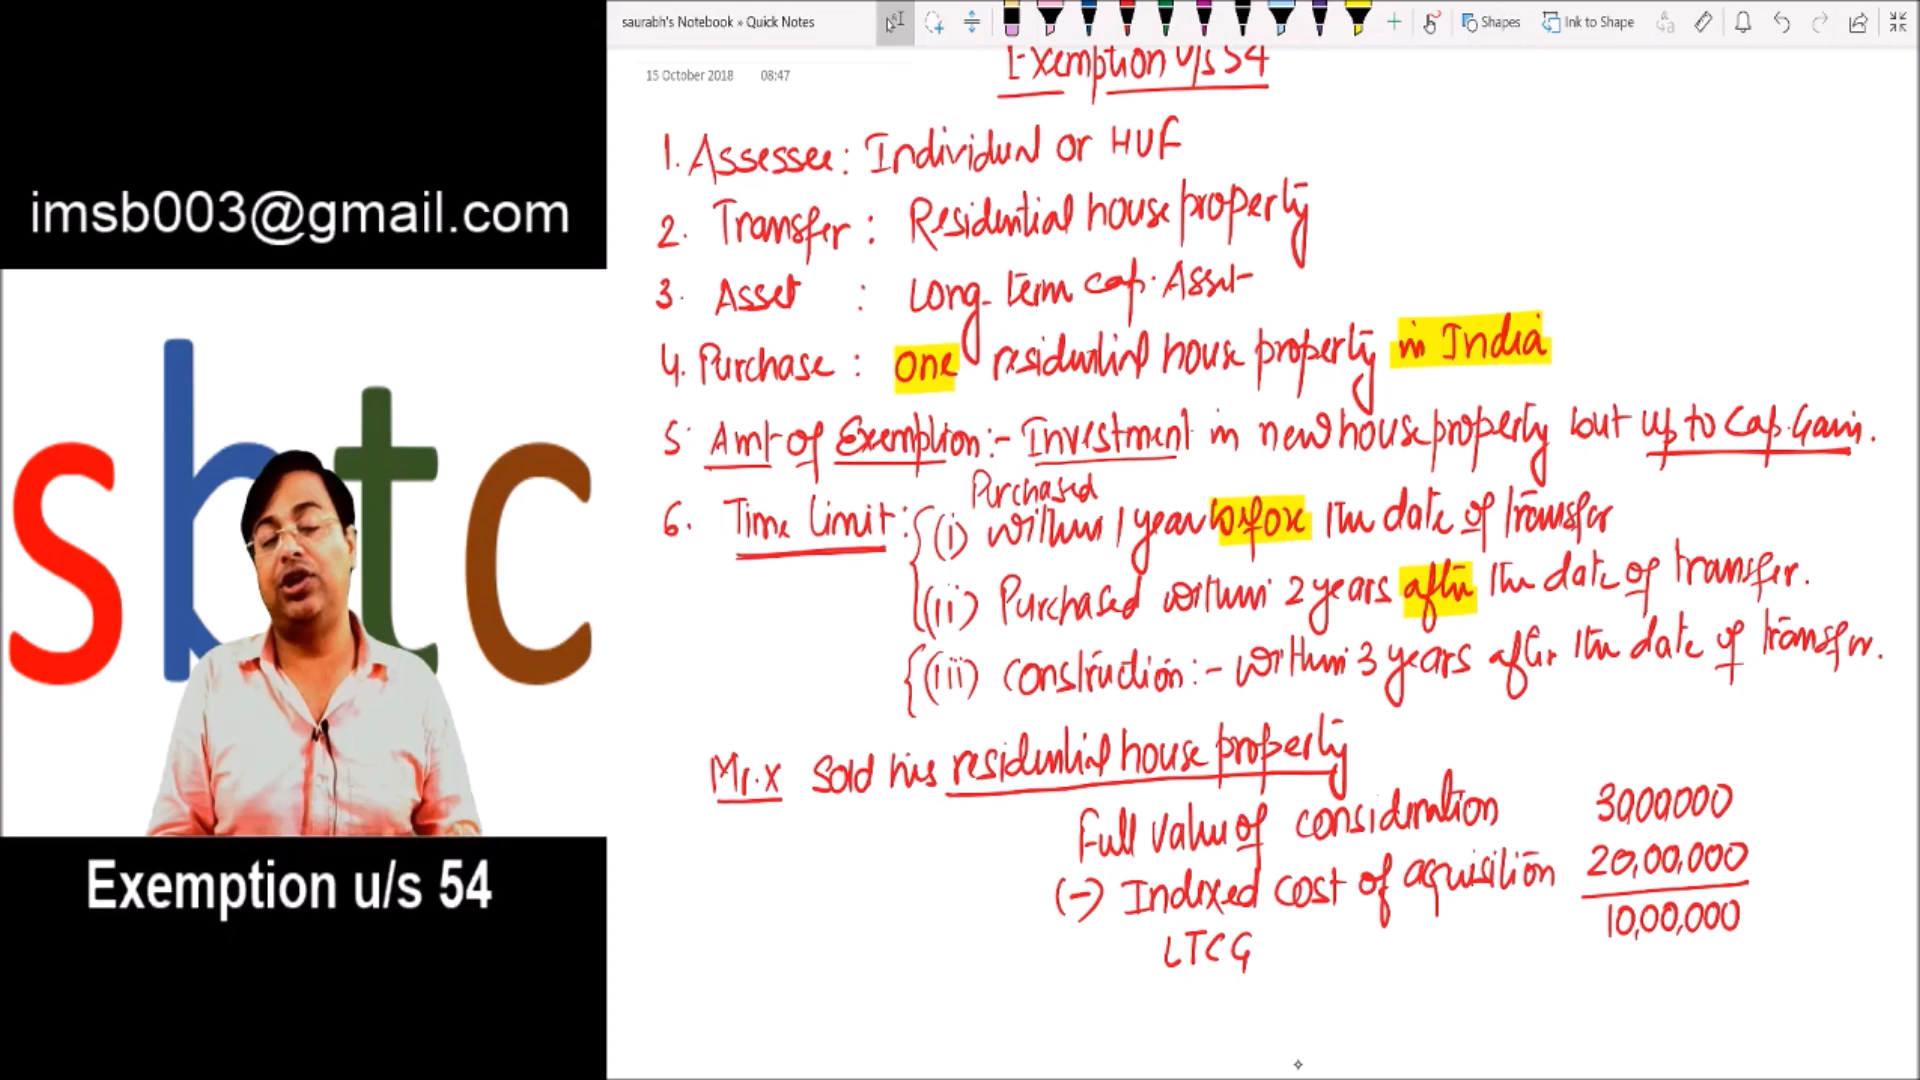 saurabh's Notebook » Quick Notes
Shapes
Ink to Shape
15 October 2018 08:47
Exemption u/s 54
1. Assessee: Individual or HUF
2. Transfer: Residential house property
3. Asset : Long-term cap. Asset
4. Purchase: one residential house property in India
5. Amt of Exemption:- Investment in new house property but up to Cap. Gain.
6. Time Limit: (i) Purchased within 1 year before the date of transfer
(ii) Purchased within 2 years after the date of transfer.
(iii) construction:- within 3 years after the date of transfer.
Mr. X sold his residential house property
Full value of consideration 3000000
(-) Indexed cost of acquisition 20,00,000
LTCG 10,00,000
imsb003@gmail.com
sbtc
Exemption u/s 54